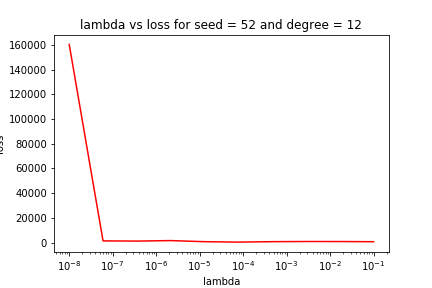 lambda vs loss for seed = 52 and degree = 12
160000
140000
120000
100000
80000
60000
40000
20000
0
loss
10⁻⁸ 10⁻⁷ 10⁻⁶ 10⁻⁵ 10⁻⁴ 10⁻³ 10⁻² 10⁻¹
lambda